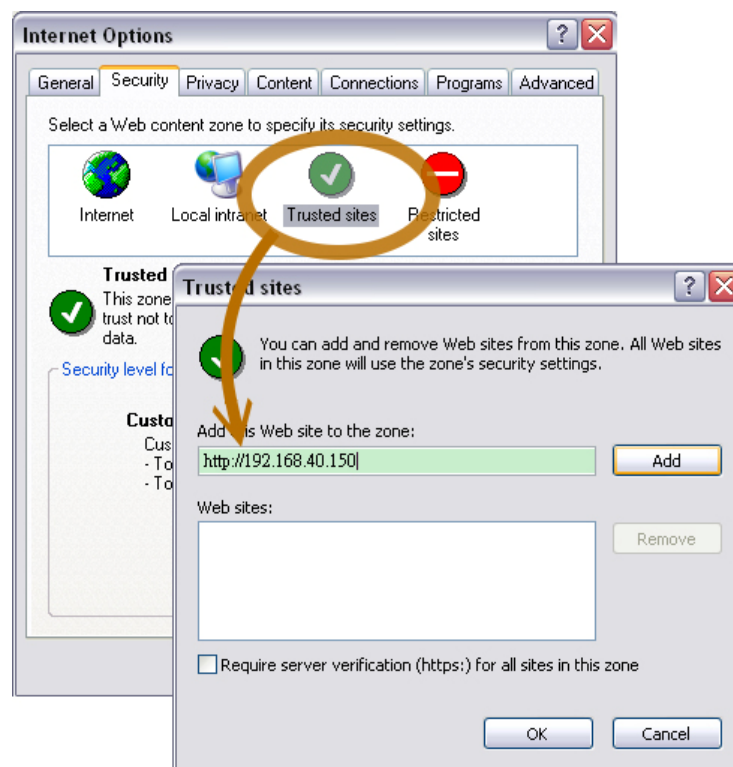 Internet Options
General Security Privacy Content Connections Programs Advanced
Select a Web content zone to specify its security settings.
Internet Local intranet Trusted sites Restricted
sites
Trusted
This zone
trust not to
data.
Security level fo
Custo
Cus
- To
- To
Trusted sites
You can add and remove Web sites from this zone. All Web sites
in this zone will use the zone's security settings.
Add this Web site to the zone:
http://192.168.40.150
Add
Web sites:
Remove
Require server verification (https:) for all sites in this zone
OK Cancel